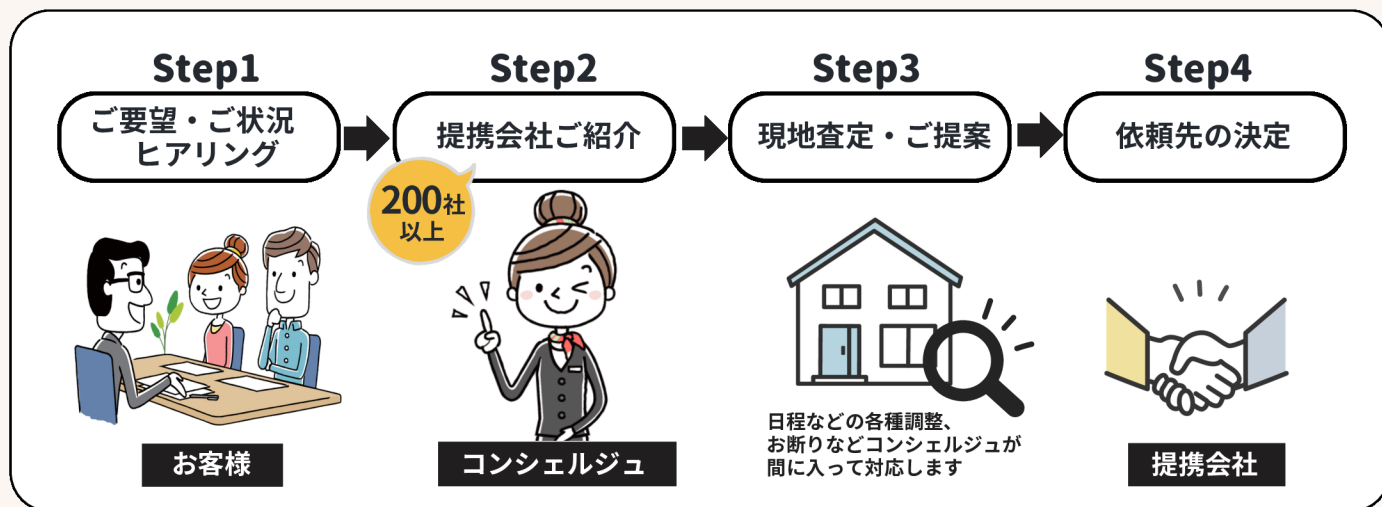 Step1
ご要望・ご状況
ヒアリング
お客様
Step2
提携会社ご紹介
200社
以上
コンシェルジュ
Step3
現地査定・ご提案
日程などの各種調整、
お断りなどコンシェルジュが
間に入って対応します
Step4
依頼先の決定
提携会社